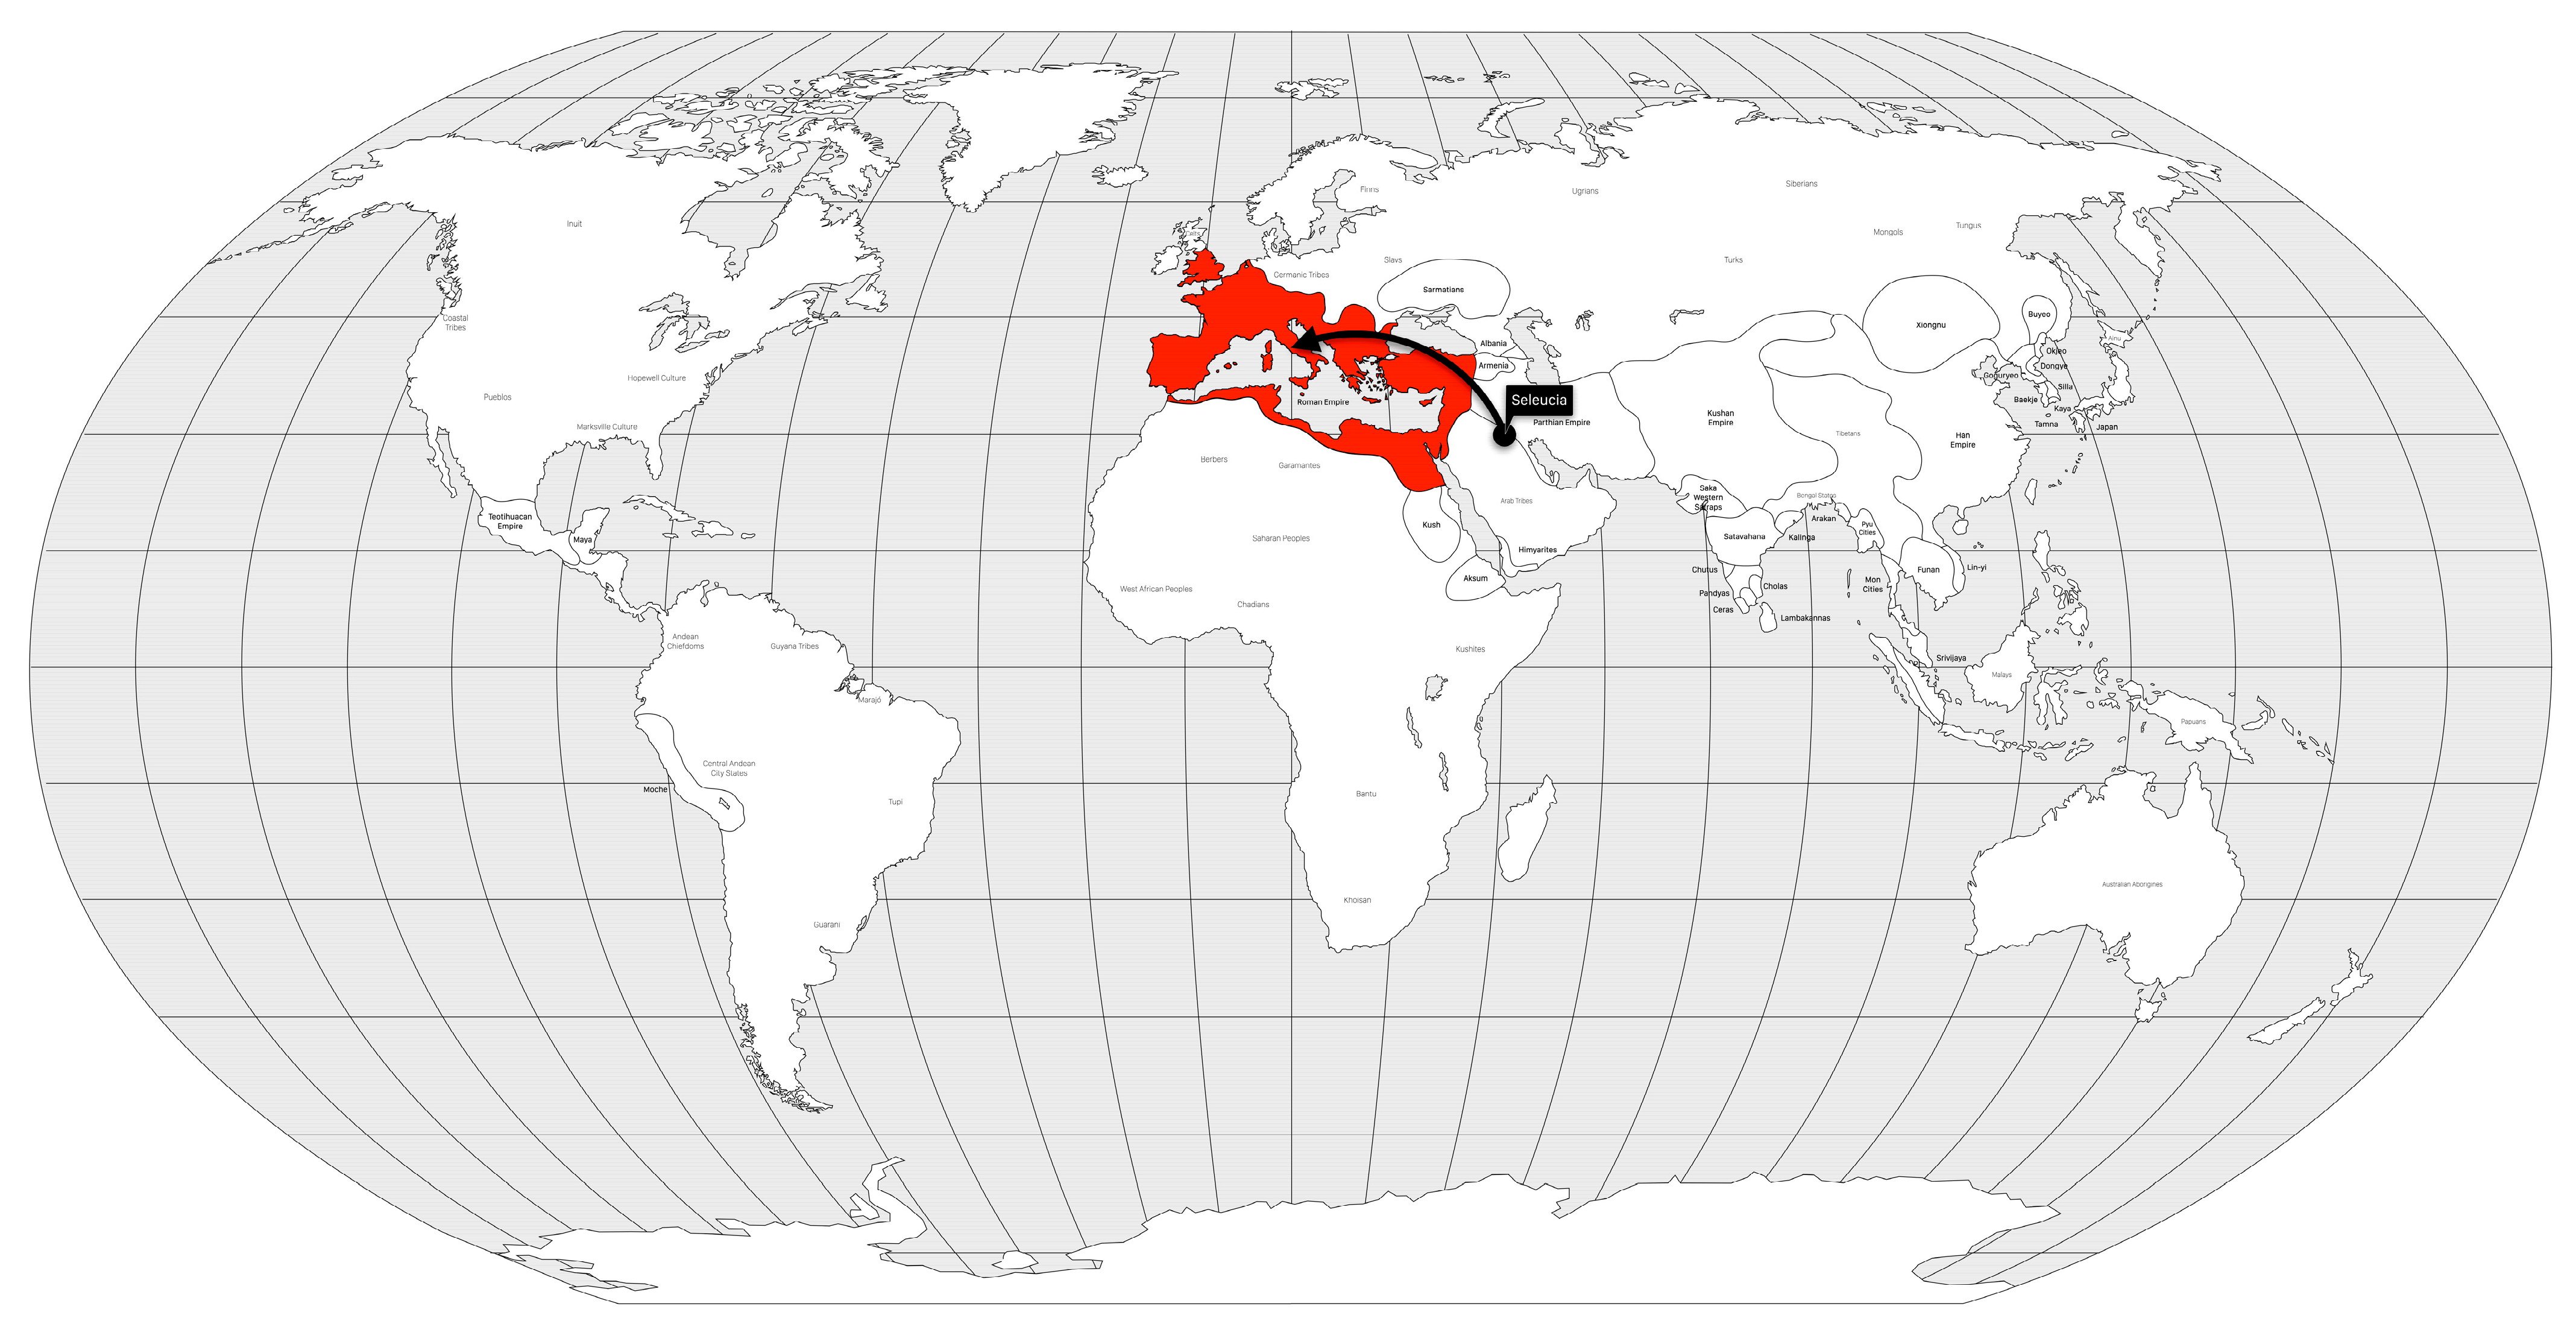 Inuit
Finns
Ugrians
Siberians
Tungus
Mongols
Celts
Slavs
Turks
Germanic Tribes
Sarmatians
Coastal
Tribes
Xiongnu
Buyeo
Albania
Ainu
Okjeo
Armenia
Dongye
Goguryeo
Hopewell Culture
Silla
Pueblos
Seleucia
Roman Empire
Baekje
Kaya
Kushan
Empire
Parthian Empire
Tamna
Japan
Marksville Culture
Tibetans
Han
Empire
Berbers
Garamantes
Saka
Western
Satraps
Bengal States
Arab Tribes
Teotihuacan
Empire
Maya
Kush
Arakan
Pyu
Cities
Satavahana
Kalinga
Saharan Peoples
Himyarites
Chutus
Funan
Lin-yi
Aksum
Mon
Cities
Cholas
West African Peoples
Pandyas
Chadians
Ceras
Lambakannas
Andean
Chiefdoms
Guyana Tribes
Kushites
Srivijaya
Malays
Marajó
Papuans
Central Andean
City States
Moche
Bantu
Tupi
Australian Aborigines
Khoisan
Guarani